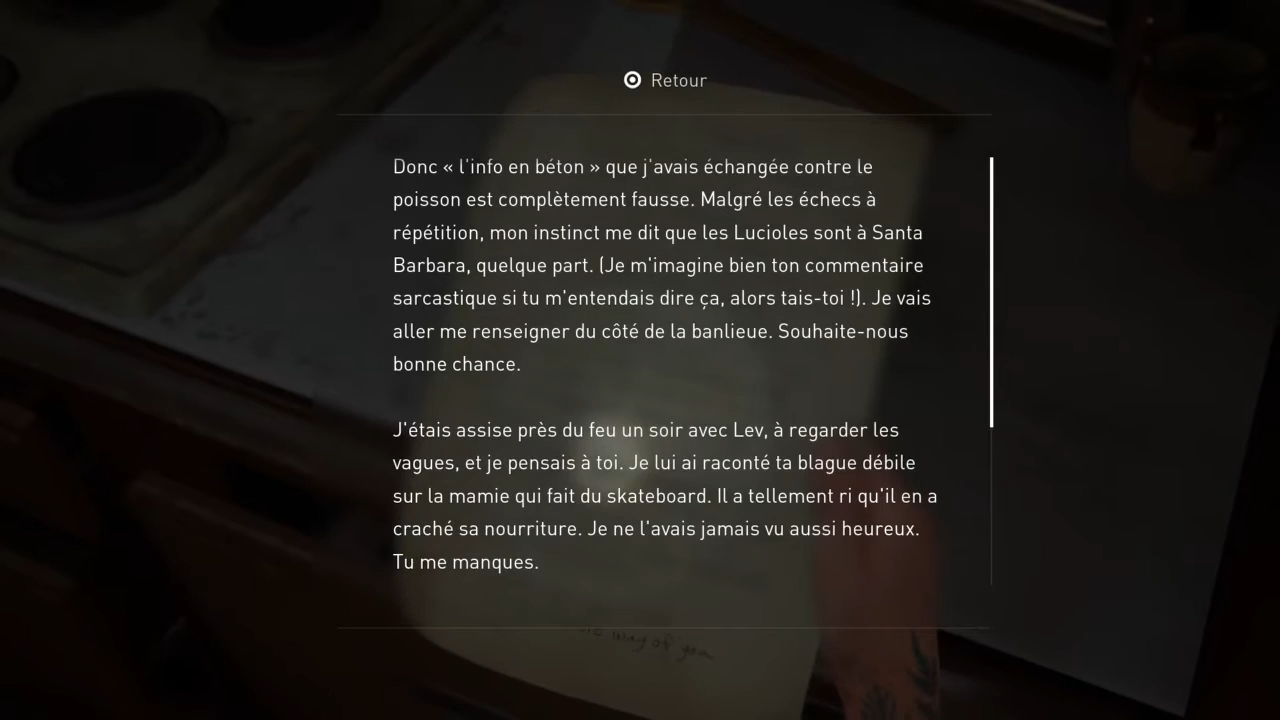 Retour
Donc « l'info en béton » que j'avais échangée contre le
poisson est complètement fausse. Malgré les échecs à
répétition, mon instinct me dit que les Lucioles sont à Santa
Barbara, quelque part. (Je m'imagine bien ton commentaire
sarcastique si tu m'entendais dire ça, alors tais-toi !). Je vais
aller me renseigner du côté de la banlieue. Souhaite-nous
bonne chance.
J'étais assise près du feu un soir avec Lev, à regarder les
vagues, et je pensais à toi. Je lui ai raconté ta blague débile
sur la mamie qui fait du skateboard. Il a tellement ri qu'il en a
craché sa nourriture. Je ne l'avais jamais vu aussi heureux.
Tu me manques.
way of you